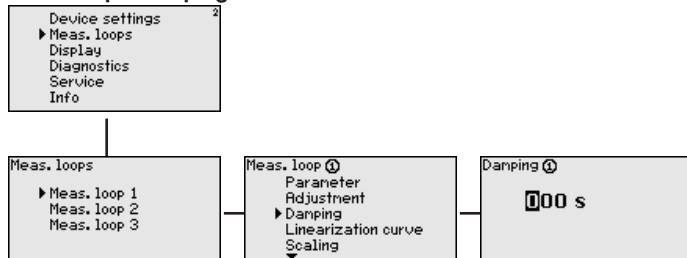 Device settings
2
Meas. loops
Display
Diagnostics
Service
Info
Meas. loops
Meas. loop 1
Meas. loop 2
Meas. loop 3
Meas. loop ①
Parameter
Adjustment
Damping
Linearization curve
Scaling
Damping ①
000 s